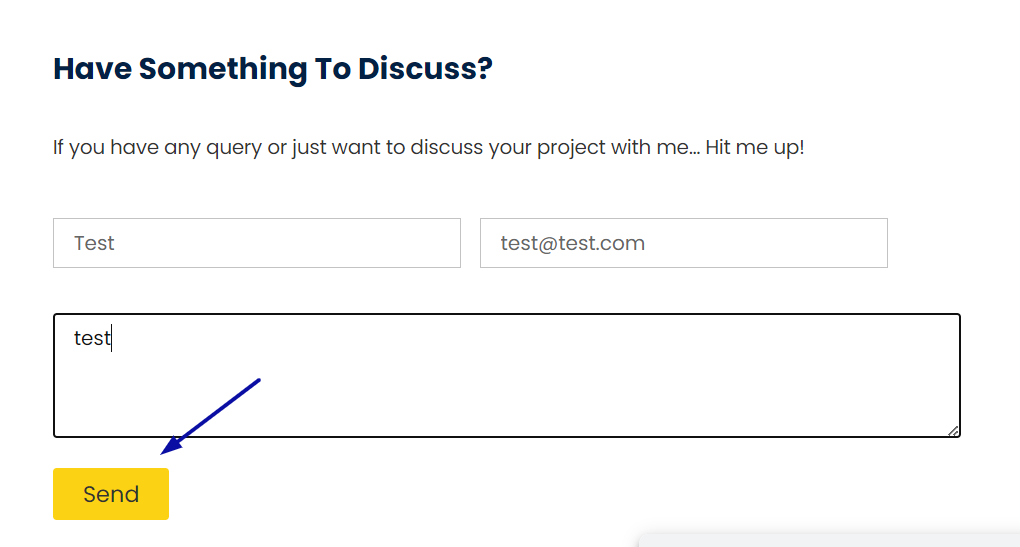 Have Something To Discuss?
If you have any query or just want to discuss your project with me... Hit me up!
Test
test@test.com
test
Send